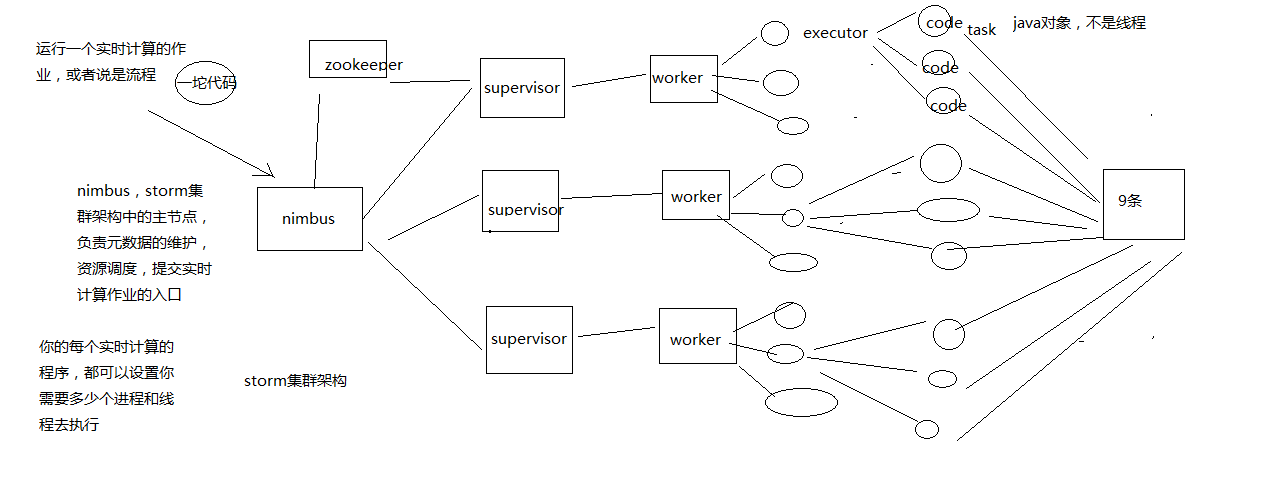 运行一个实时计算的作
业，或者说是流程
一坨代码
zookeeper
nimbus
nimbus，storm集
群架构中的主节点，
负责元数据的维护，
资源调度，提交实时
计算作业的入口
你的每个实时计算的
程序，都可以设置你
需要多少个进程和线
程去执行
storm集群架构
supervisor
supervisor
supervisor
worker
worker
worker
executor
code
code
code
task
java对象，不是线程
9条